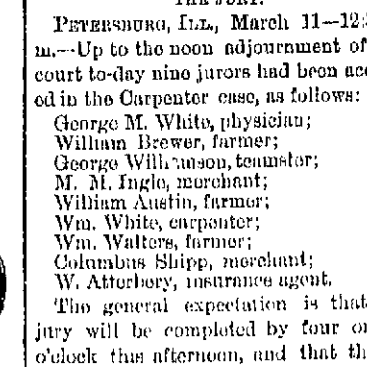 THE JURY.
PETERSBURG, ILL., March 11—12:
m.—Up to the noon adjournment of
court to-day nine jurors had been acc
ed in the Carpenter case, as follows:
George M. White, physician;
William Brewer, farmer;
George Williamson, teamster;
M. M. Ingle, merchant;
William Austin, farmer;
Wm. White, carpenter;
Wm. Walters, farmer;
Columbus Shipp, merchant;
W. Atterbery, insurance agent.
The general expectation is that
jury will be completed by four or
o'clock this afternoon, and that th